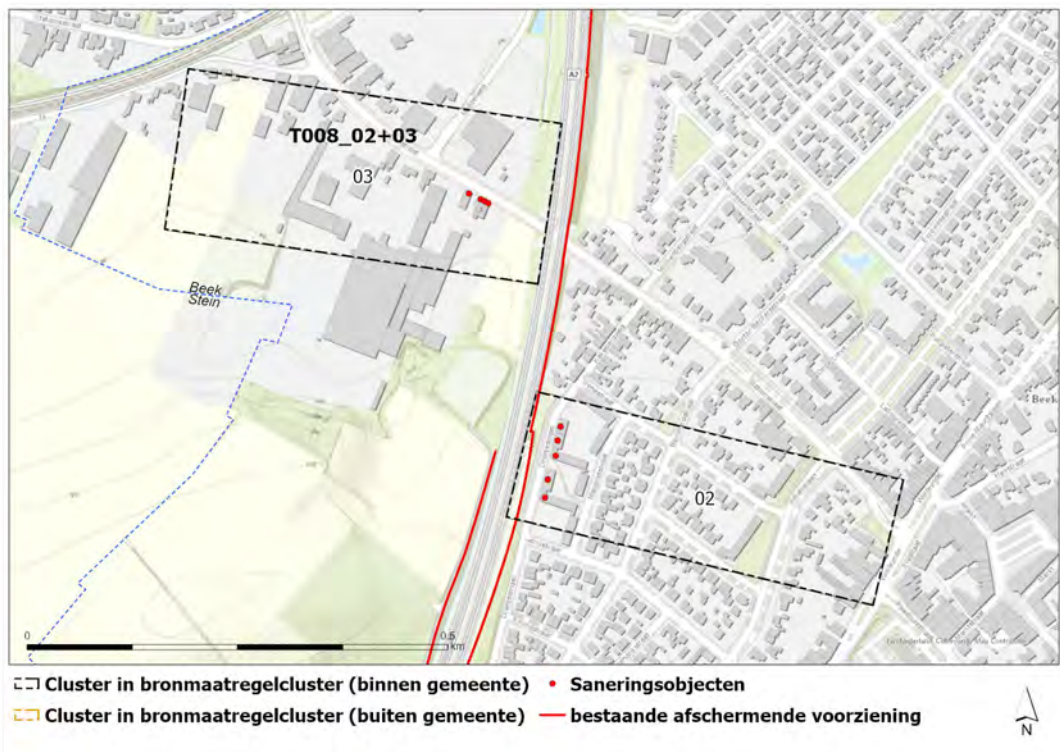 A2
T008_02+03
03
Beek
Stein
Beek
02
0
0.5
km
Cluster in bronmaatregelcluster (binnen gemeente)
Saneringsobjecten
Cluster in bronmaatregelcluster (buiten gemeente)
bestaande afschermende voorziening
N